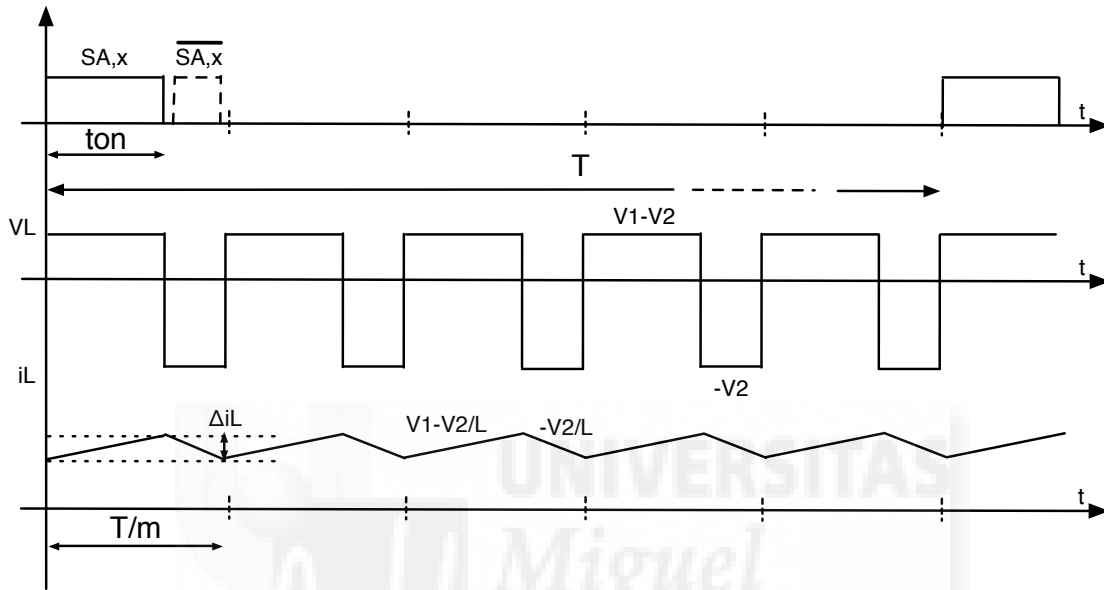 SA,x SA,x
t
ton
T
V1-V2
VL
t
iL
-V2
ΔiL V1-V2/L -V2/L
UNIVERSITAS
t
T/m
Miguel